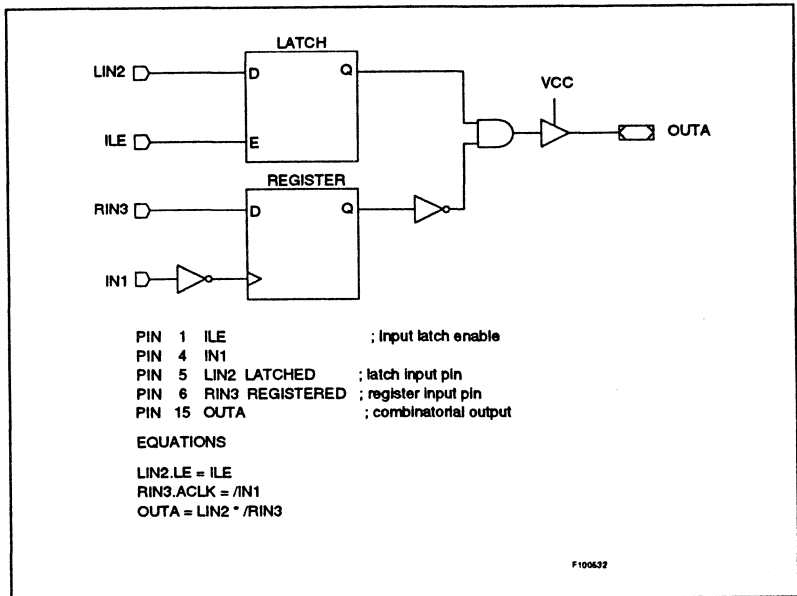 LATCH
LIN2 D Q
VCC
OUTA
ILE E
REGISTER
RIN3 D Q
IN1
PIN 1 ILE ; input latch enable
PIN 4 IN1
PIN 5 LIN2 LATCHED ; latch input pin
PIN 6 RIN3 REGISTERED ; register input pin
PIN 15 OUTA ; combinatorial output
EQUATIONS
LIN2.LE = ILE
RIN3.ACLK = /IN1
OUTA = LIN2 * /RIN3
F100532